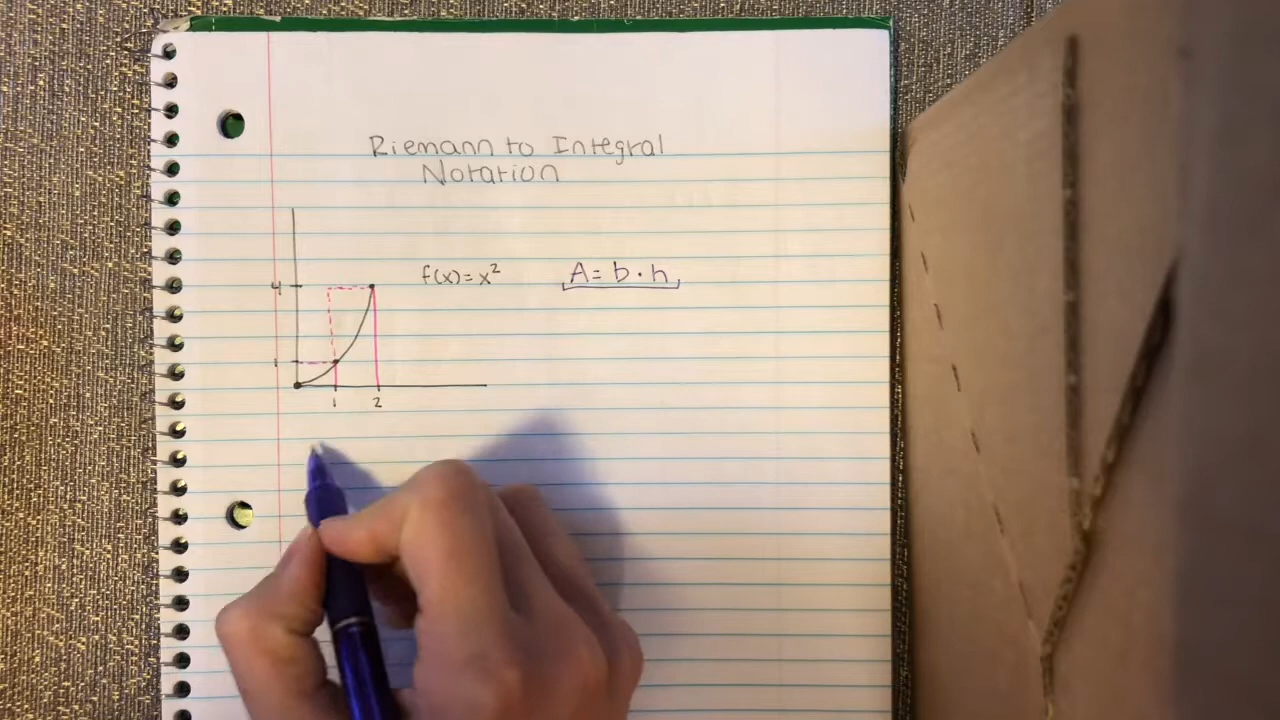 Riemann to Integral
Notation
f(x)=x² A=b·h
4
1
1 2